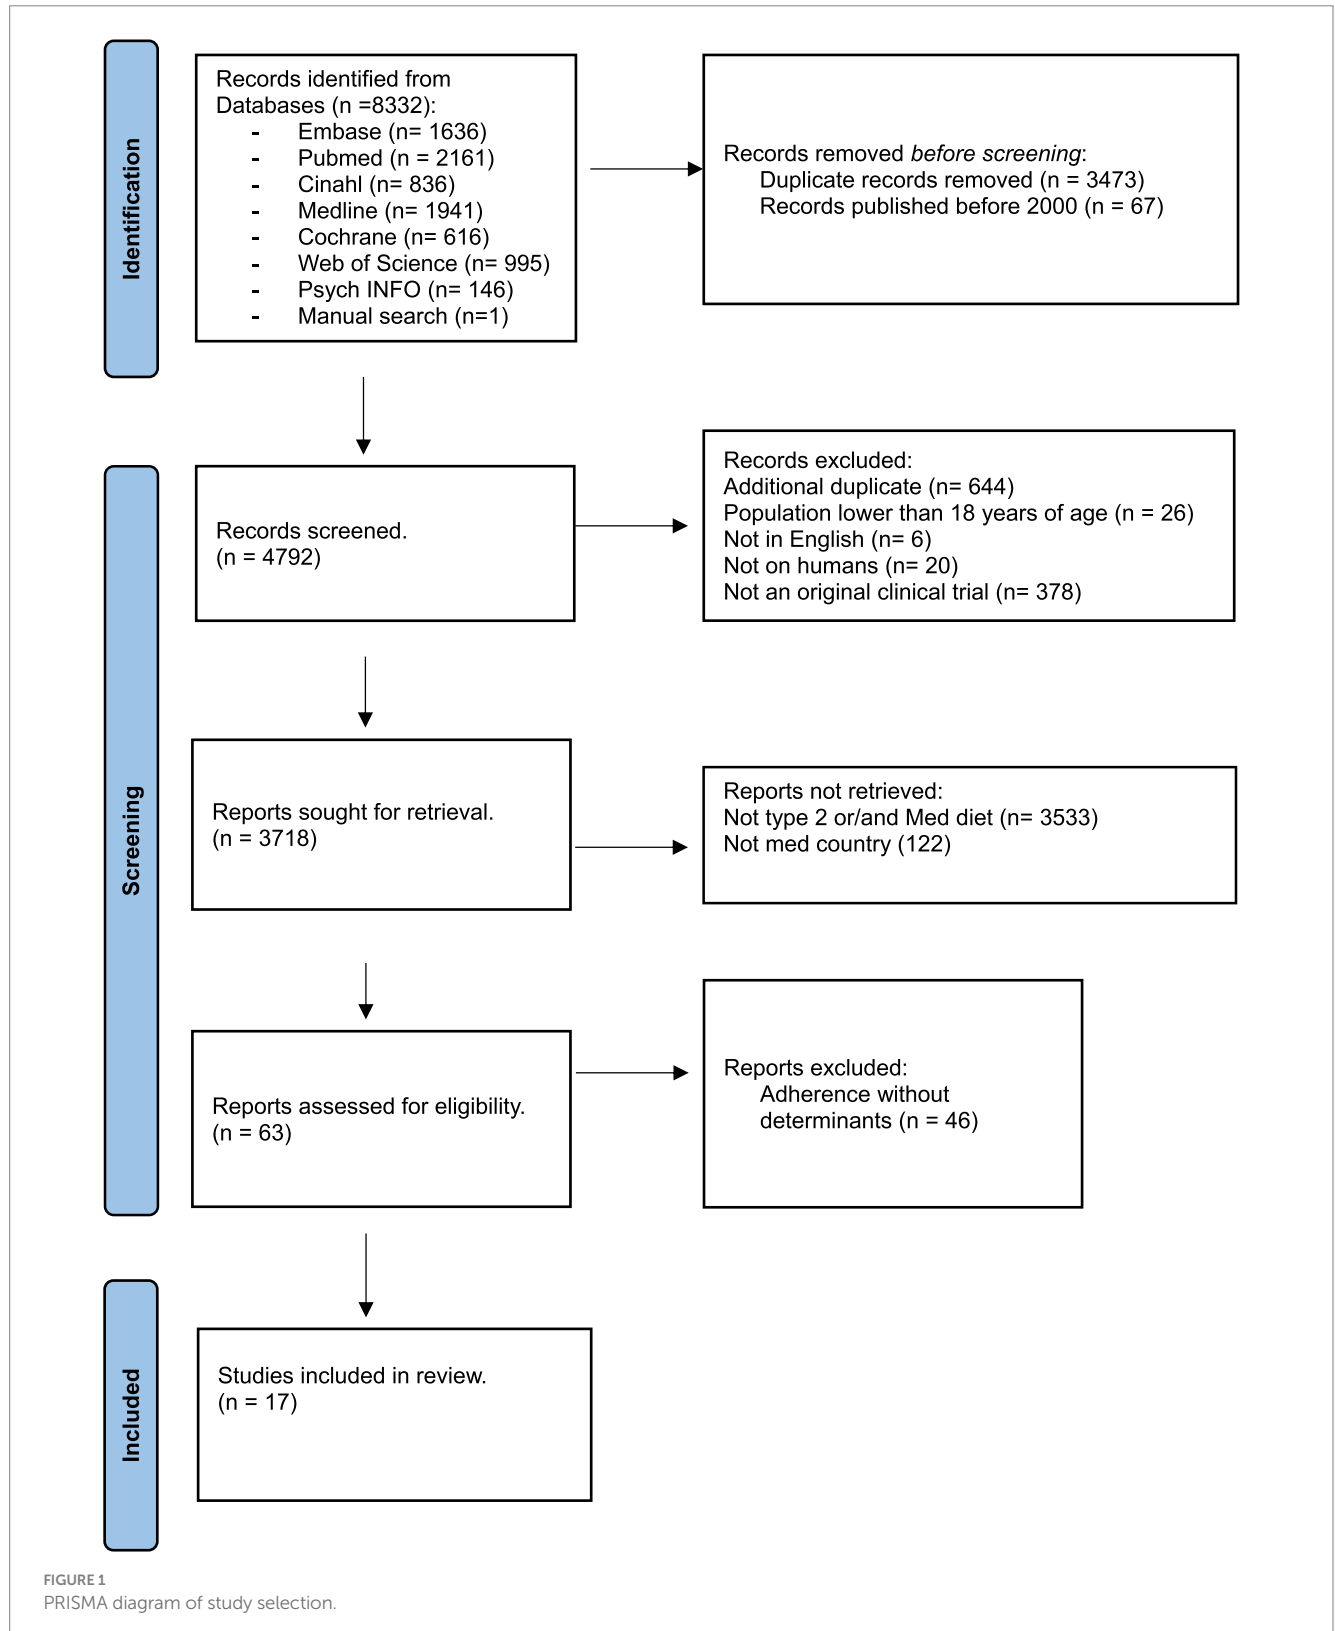 Identification
Records identified from
Databases (n =8332):
- Embase (n= 1636)
- Pubmed (n = 2161)
- Cinahl (n= 836)
- Medline (n= 1941)
- Cochrane (n= 616)
- Web of Science (n= 995)
- Psych INFO (n= 146)
- Manual search (n=1)
Records removed before screening:
Duplicate records removed (n = 3473)
Records published before 2000 (n = 67)
Screening
Records screened.
(n = 4792)
Records excluded:
Additional duplicate (n= 644)
Population lower than 18 years of age (n = 26)
Not in English (n= 6)
Not on humans (n= 20)
Not an original clinical trial (n= 378)
Reports sought for retrieval.
(n = 3718)
Reports not retrieved:
Not type 2 or/and Med diet (n= 3533)
Not med country (122)
Reports assessed for eligibility.
(n = 63)
Reports excluded:
Adherence without
determinants (n = 46)
Included
Studies included in review.
(n = 17)
FIGURE 1
PRISMA diagram of study selection.